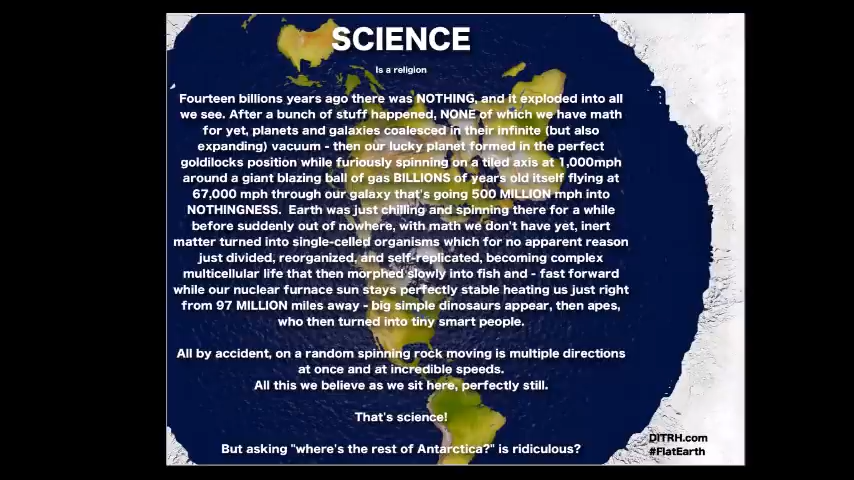 SCIENCE
Is a religion
Fourteen billions years ago there was NOTHING, and it exploded into all
we see. After a bunch of stuff happened, NONE of which we have math
for yet, planets and galaxies coalesced in their infinite (but also
expanding) vacuum - then our lucky planet formed in the perfect
goldilocks position while furiously spinning on a tiled axis at 1,000mph
around a giant blazing ball of gas BILLIONS of years old itself flying at
67,000 mph through our galaxy that's going 500 MILLION mph into
NOTHINGNESS. Earth was just chilling and spinning there for a while
before suddenly out of nowhere, with math we don't have yet, inert
matter turned into single-celled organisms which for no apparent reason
just divided, reorganized, and self-replicated, becoming complex
multicellular life that then morphed slowly into fish and - fast forward
while our nuclear furnace sun stays perfectly stable heating us just right
from 97 MILLION miles away - big simple dinosaurs appear, then apes,
who then turned into tiny smart people.
All by accident, on a random spinning rock moving is multiple directions
at once and at incredible speeds.
All this we believe as we sit here, perfectly still.
That's science!
But asking "where's the rest of Antarctica?" is ridiculous?
DITRH.com
#FlatEarth